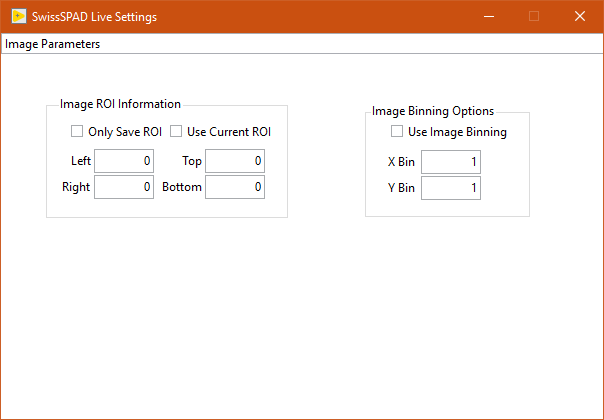 SwissSPAD Live Settings
Image Parameters
Image ROI Information
Only Save ROI Use Current ROI
Left 0 Top 0
Right 0 Bottom 0
Image Binning Options
Use Image Binning
X Bin 1
Y Bin 1